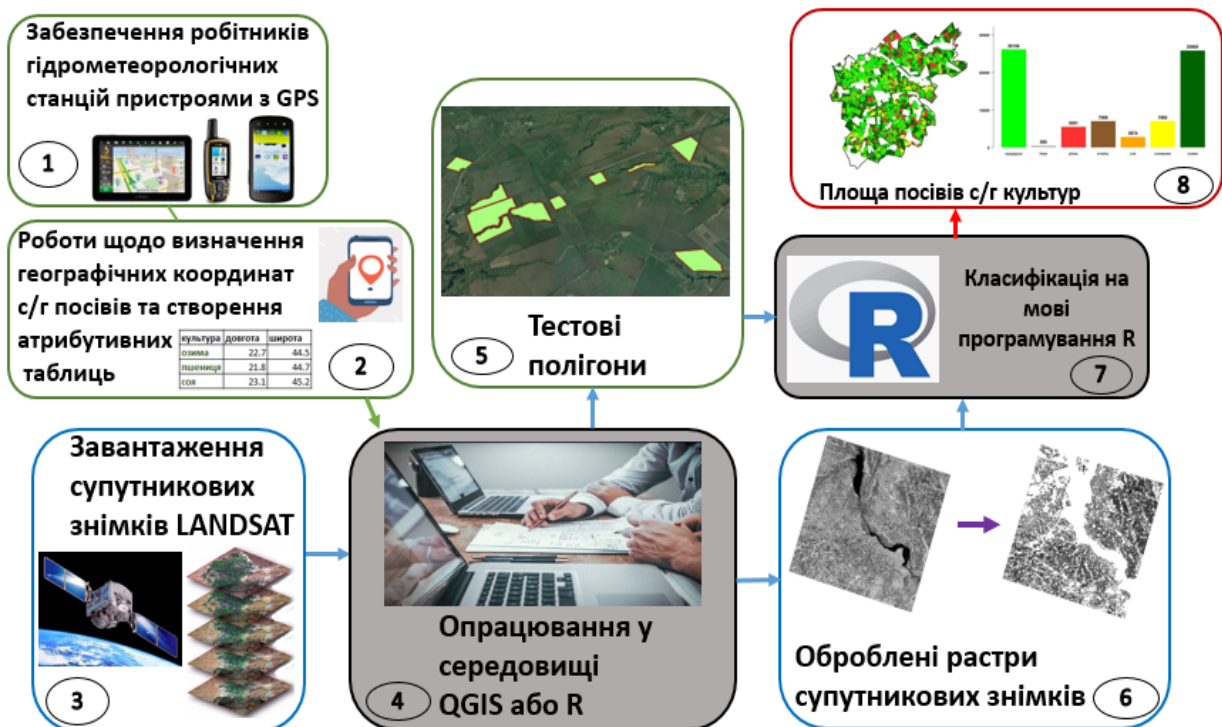 Забезпечення робітників
гідрометеорологічних
станцій пристроями з GPS
1
Роботи щодо визначення
географічних координат
с/г посівів та створення
атрибутивних
таблиць
культура довгота широта
озима 22.7 44.5
пшениця 21.8 44.7
соя 23.1 45.2
2
Завантаження
супутникових
знімків LANDSAT
3
Опрацювання у
середовищі
QGIS або R
4
Тестові
полігони
5
Оброблені растри
супутникових знімків
6
R
Класифікація на
мові
програмування R
7
Площа посівів с/г культур
8